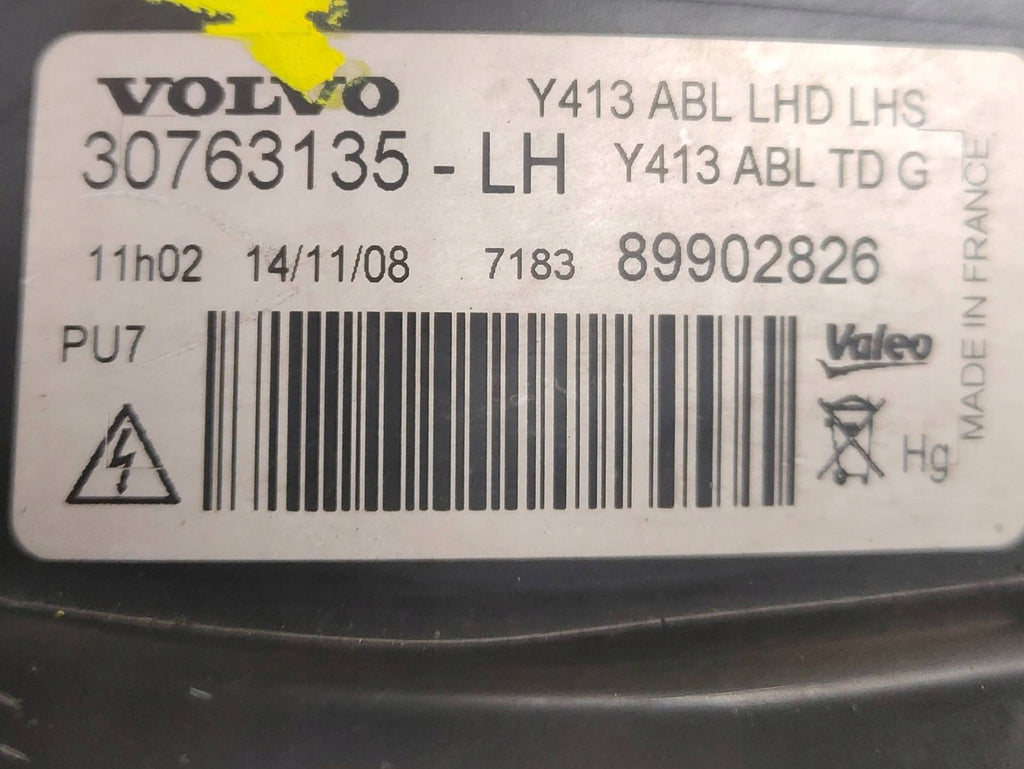 VOLVO
Y413 ABL LHD LHS
30763135 - LH
Y413 ABL TD G
11h02 14/11/08 7183 89902826
PU7
Valeo
Hg
MADE IN FRANCE